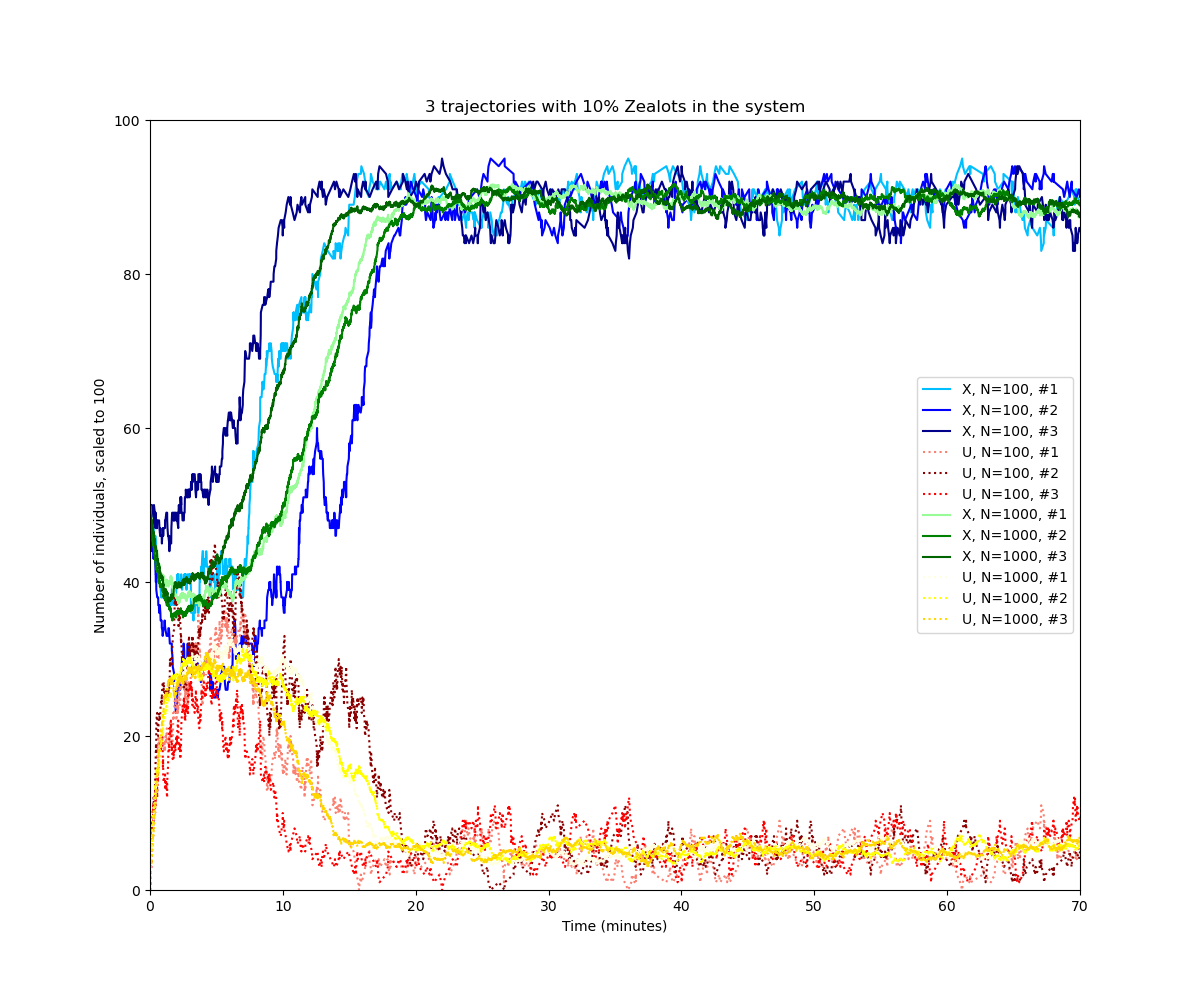 3 trajectories with 10% Zealots in the system
100
80
60
40
20
0
Number of individuals, scaled to 100
X, N=100, #1
X, N=100, #2
X, N=100, #3
U, N=100, #1
U, N=100, #2
U, N=100, #3
X, N=1000, #1
X, N=1000, #2
X, N=1000, #3
U, N=1000, #1
U, N=1000, #2
U, N=1000, #3
0 10 20 30 40 50 60 70
Time (minutes)